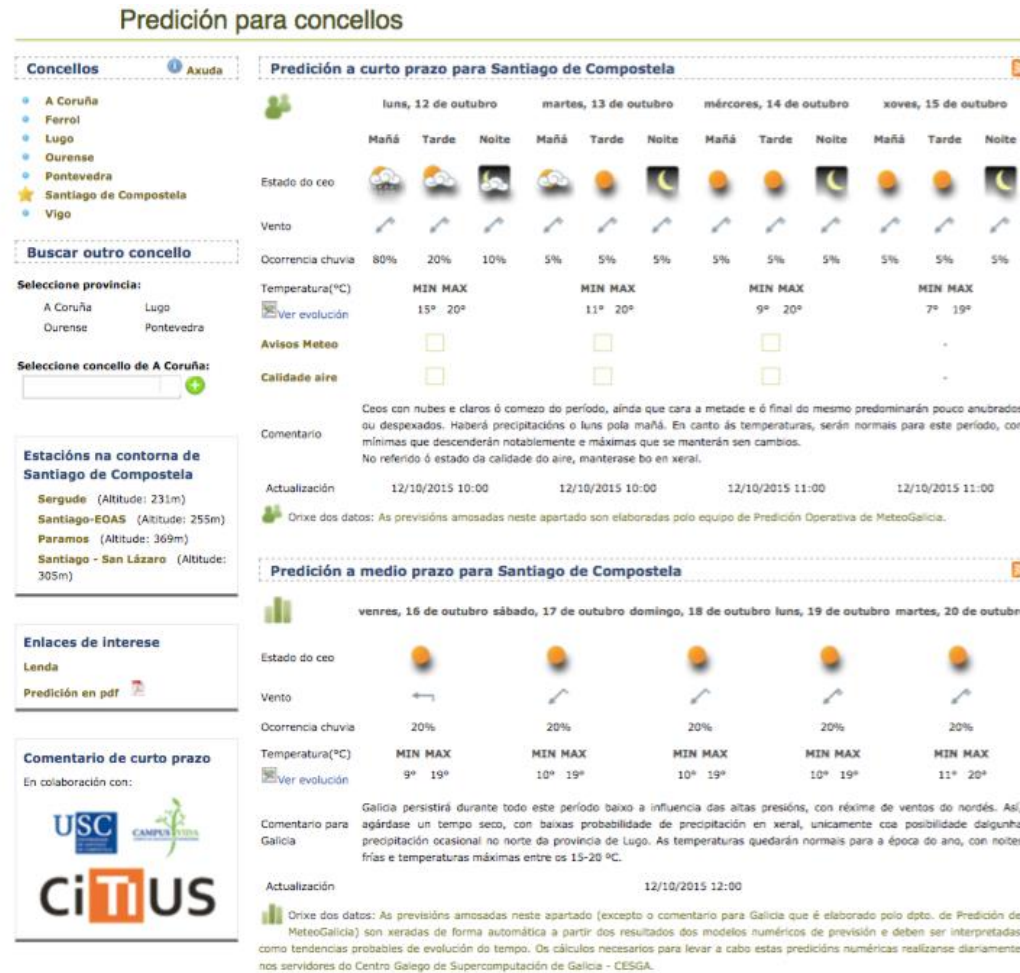 Predición para concellos
Concellos
Axuda
A Coruña
Ferrol
Lugo
Ourense
Pontevedra
Santiago de Compostela
Vigo
Buscar outro concello
Seleccione provincia:
A Coruña Lugo
Ourense Pontevedra
Seleccione concello de A Coruña:
Estacións na contorna de
Santiago de Compostela
Sergude (Altitude: 231m)
Santiago-EOAS (Altitude: 255m)
Paramos (Altitude: 369m)
Santiago - San Lázaro (Altitude:
305m)
Enlaces de interese
Lenda
Predición en pdf
Comentario de curto prazo
En colaboración con:
USC
CAMPUS VIDA
CiTIUS
Predición a curto prazo para Santiago de Compostela
luns, 12 de outubro martes, 13 de outubro mércores, 14 de outubro xoves, 15 de outubro
Mañá Tarde Noite Mañá Tarde Noite Mañá Tarde Noite Mañá Tarde Noite
Estado do ceo
Vento
Ocorrencia chuvia 80% 20% 10% 5% 5% 5% 5% 5% 5% 5% 5% 5%
Temperatura(°C) MIN MAX MIN MAX MIN MAX MIN MAX
Ver evolución 15° 20° 11° 20° 9° 20° 7° 19°
Avisos Meteo -
Calidade aire -
Ceos con nubes e claros ó comezo do período, aínda que cara a metade e ó final do mesmo predominarán pouco anubrados
ou despexados. Haberá precipitacións o luns pola mañá. En canto ás temperaturas, serán normais para este período, con
Comentario
mínimas que descenderán notablemente e máximas que se manterán sen cambios.
No referido ó estado da calidade do aire, manterase bo en xeral.
Actualización 12/10/2015 10:00 12/10/2015 10:00 12/10/2015 11:00 12/10/2015 11:00
Orixe dos datos: As previsións amosadas neste apartado son elaboradas polo equipo de Predición Operativa de MeteoGalicia.
Predición a medio prazo para Santiago de Compostela
venres, 16 de outubro sábado, 17 de outubro domingo, 18 de outubro luns, 19 de outubro martes, 20 de outubro
Estado do ceo
Vento
Ocorrencia chuvia 20% 20% 20% 20% 20%
Temperatura(°C) MIN MAX MIN MAX MIN MAX MIN MAX MIN MAX
Ver evolución 9° 19° 10° 19° 10° 19° 10° 19° 11° 20°
Galicia persistirá durante todo este período baixo a influencia das altas presións, con réxime de ventos do nordés. Así,
Comentario para agárdase un tempo seco, con baixas probabilidade de precipitación en xeral, unicamente coa posibilidade dalgunha
Galicia precipitación ocasional no norte da provincia de Lugo. As temperaturas quedarán normais para a época do ano, con noites
frías e temperaturas máximas entre os 15-20 ºC.
Actualización 12/10/2015 12:00
Orixe dos datos: As previsións amosadas neste apartado (excepto o comentario para Galicia que é elaborado polo dpto. de Predición de
MeteoGalicia) son xeradas de forma automática a partir dos resultados dos modelos numéricos de previsión e deben ser interpretadas
como tendencias probables de evolución do tempo. Os cálculos necesarios para levar a cabo estas predicións numéricas realízanse diariamente
nos servidores do Centro Galego de Supercomputación de Galicia - CESGA.